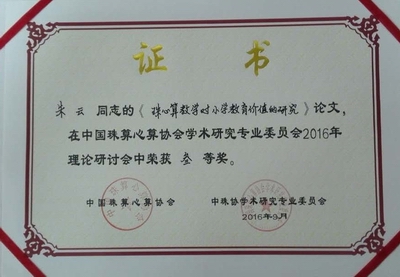 证书
朱云 同志的《珠心算教学对小学教育价值的研究》论文,
在中国珠算心算协会学术研究专业委员会2016年
理论研讨会中荣获 叁 等奖。
中国珠算心算协会 中珠协学术研究专业委员会
2016年9月